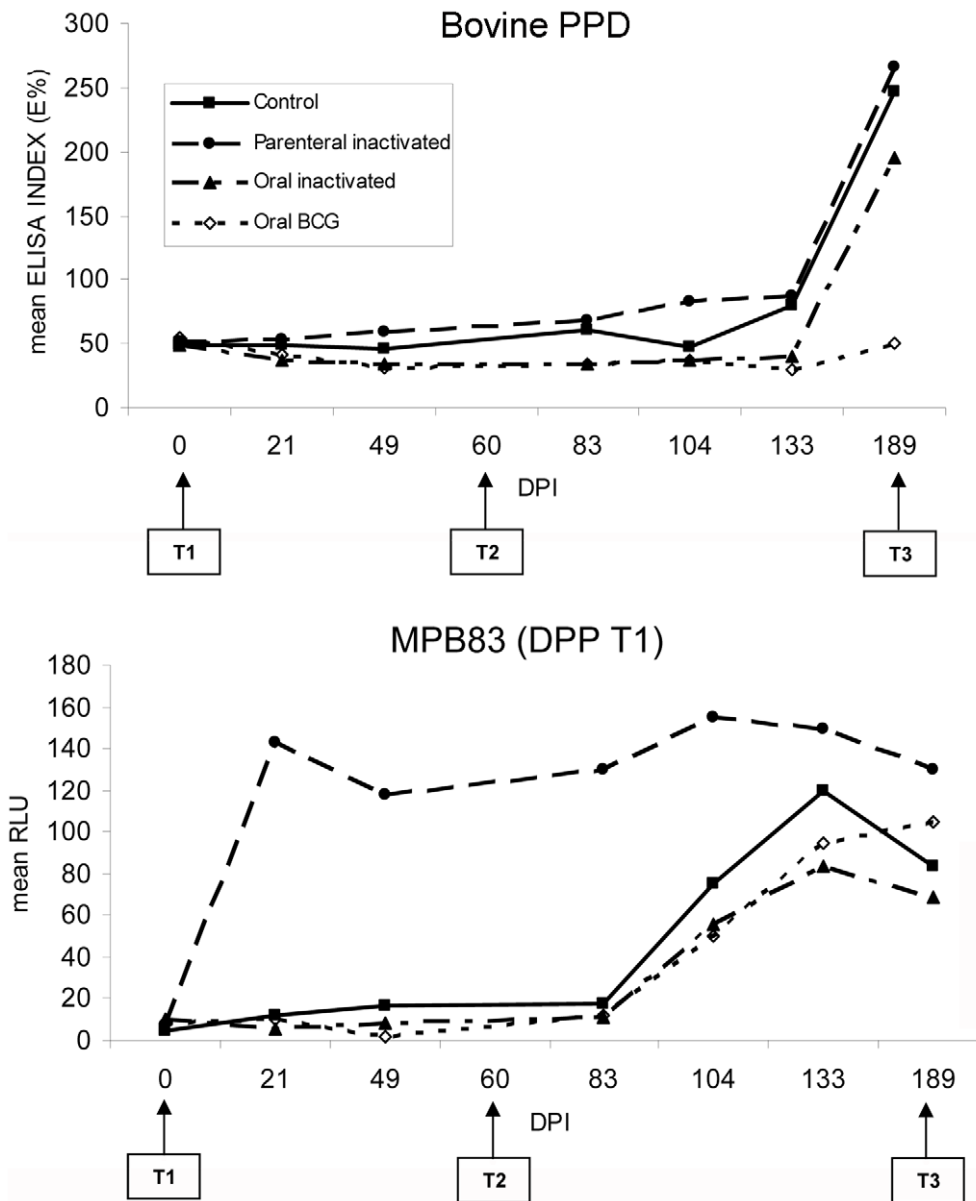 Bovine PPD
mean ELISA INDEX (E%)
300
250
200
150
100
50
0
Control
Parenteral inactivated
Oral inactivated
Oral BCG
0 21 49 60 83 104 133 189
DPI
T1 T2 T3
MPB83 (DPP T1)
mean RLU
180
160
140
120
100
80
60
40
20
0
0 21 49 60 83 104 133 189
DPI
T1 T2 T3